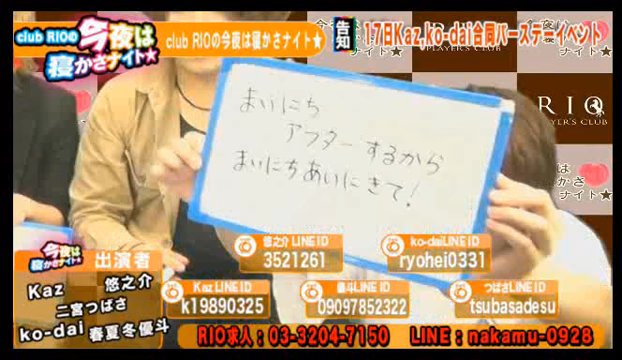 club RIOの
今夜は
寝かさナイト★
club RIOの今夜は寝かさナイト★
告知
17日Kaz.ko-dai合同バースデーイベント
PLAYER'S CLUB
ナイト★
RIO
PLAYER'S CLUB
まいにち
アフターするから
まいにちあいにきて!
今夜は
寝かさナイト★
出演者
Kaz 悠之介
二宮つばさ
ko-dai 春夏冬優斗
悠之介 LINE ID
3521261
ko-daiLINE ID
ryohei0331
Kaz LINE ID
k19890325
優斗LINE ID
09097852322
つばさLINE ID
tsubasadesu
RIO求人:03-3204-7150 LINE:nakamu-0928